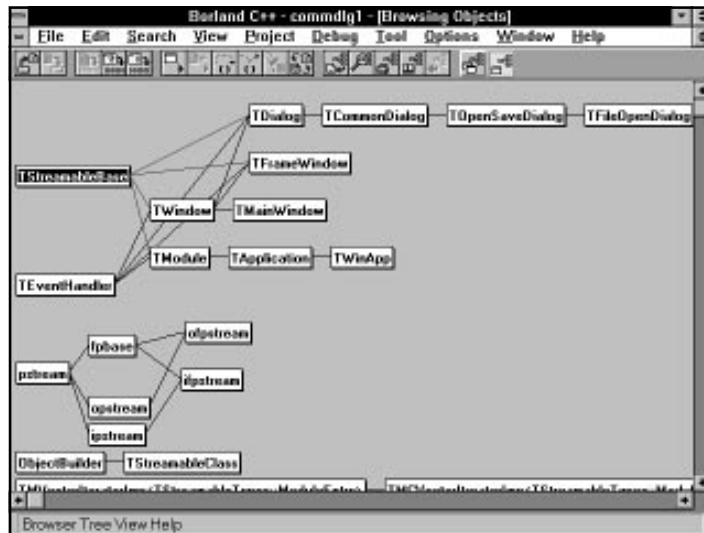 Borland C++ - commdlg1 - [Browsing Objects]
File Edit Search View Project Debug Tool Options Window Help
TDialog TCommonDialog TOpenSaveDialog TFileOpenDialog
TStreamableBase TFrameWindow
TWindow TMainWindow
TModule TApplication TWinApp
TEventHandler
ofpstream
fpbase
pstream ifpstream
opstream
ipstream
ObjectBuilder TStreamableClass
Browser Tree View Help